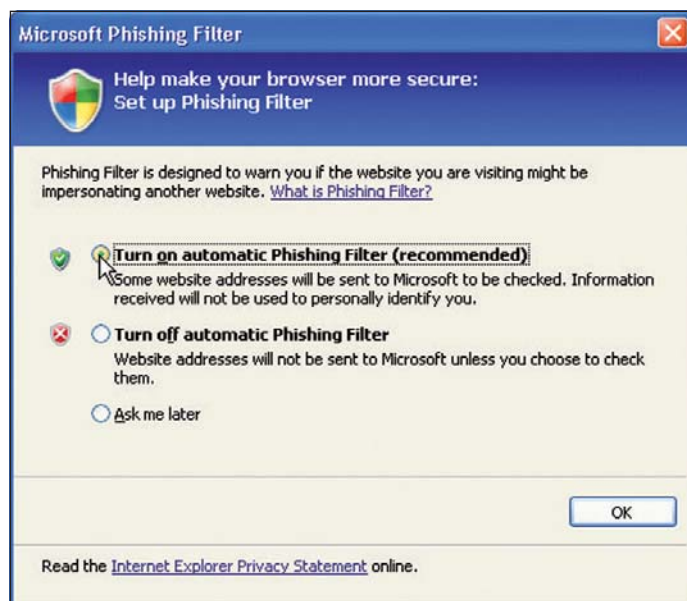 Microsoft Phishing Filter
Help make your browser more secure:
Set up Phishing Filter
Phishing Filter is designed to warn you if the website you are visiting might be
impersonating another website. What is Phishing Filter?
Turn on automatic Phishing Filter (recommended)
Some website addresses will be sent to Microsoft to be checked. Information
received will not be used to personally identify you.
Turn off automatic Phishing Filter
Website addresses will not be sent to Microsoft unless you choose to check
them.
Ask me later
OK
Read the Internet Explorer Privacy Statement online.